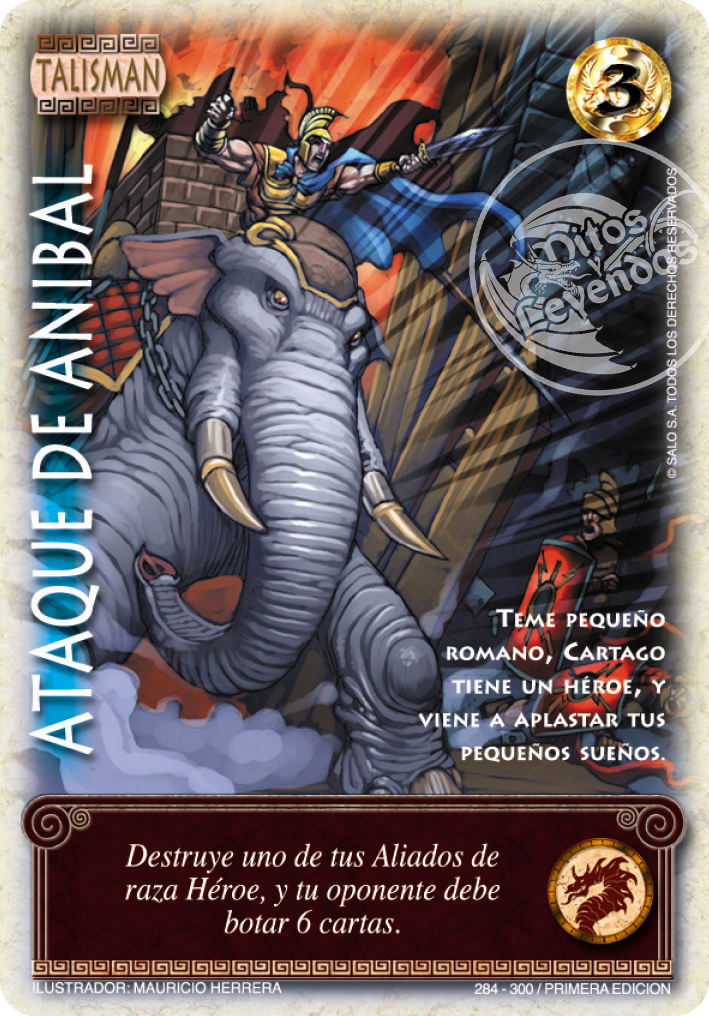 TALISMAN
3
ATAQUE DE ANIBAL
Mitos
y
Leyendas
© SALO S.A. TODOS LOS DERECHOS RESERVADOS
TEME PEQUEÑO
ROMANO, CARTAGO
TIENE UN HÉROE, Y
VIENE A APLASTAR TUS
PEQUEÑOS SUEÑOS.
Destruye uno de tus Aliados de
raza Héroe, y tu oponente debe
botar 6 cartas.
ILUSTRADOR: MAURICIO HERRERA
284 - 300 / PRIMERA EDICION